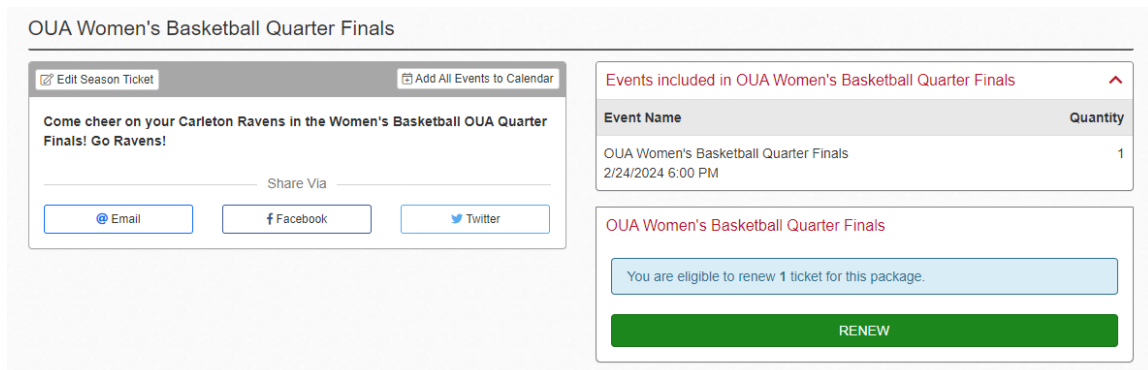 OUA Women's Basketball Quarter Finals
Edit Season Ticket
Add All Events to Calendar
Come cheer on your Carleton Ravens in the Women's Basketball OUA Quarter
Finals! Go Ravens!
Share Via
@ Email
Facebook
Twitter
Events included in OUA Women's Basketball Quarter Finals
Event Name Quantity
OUA Women's Basketball Quarter Finals 1
2/24/2024 6:00 PM
OUA Women's Basketball Quarter Finals
You are eligible to renew 1 ticket for this package.
RENEW